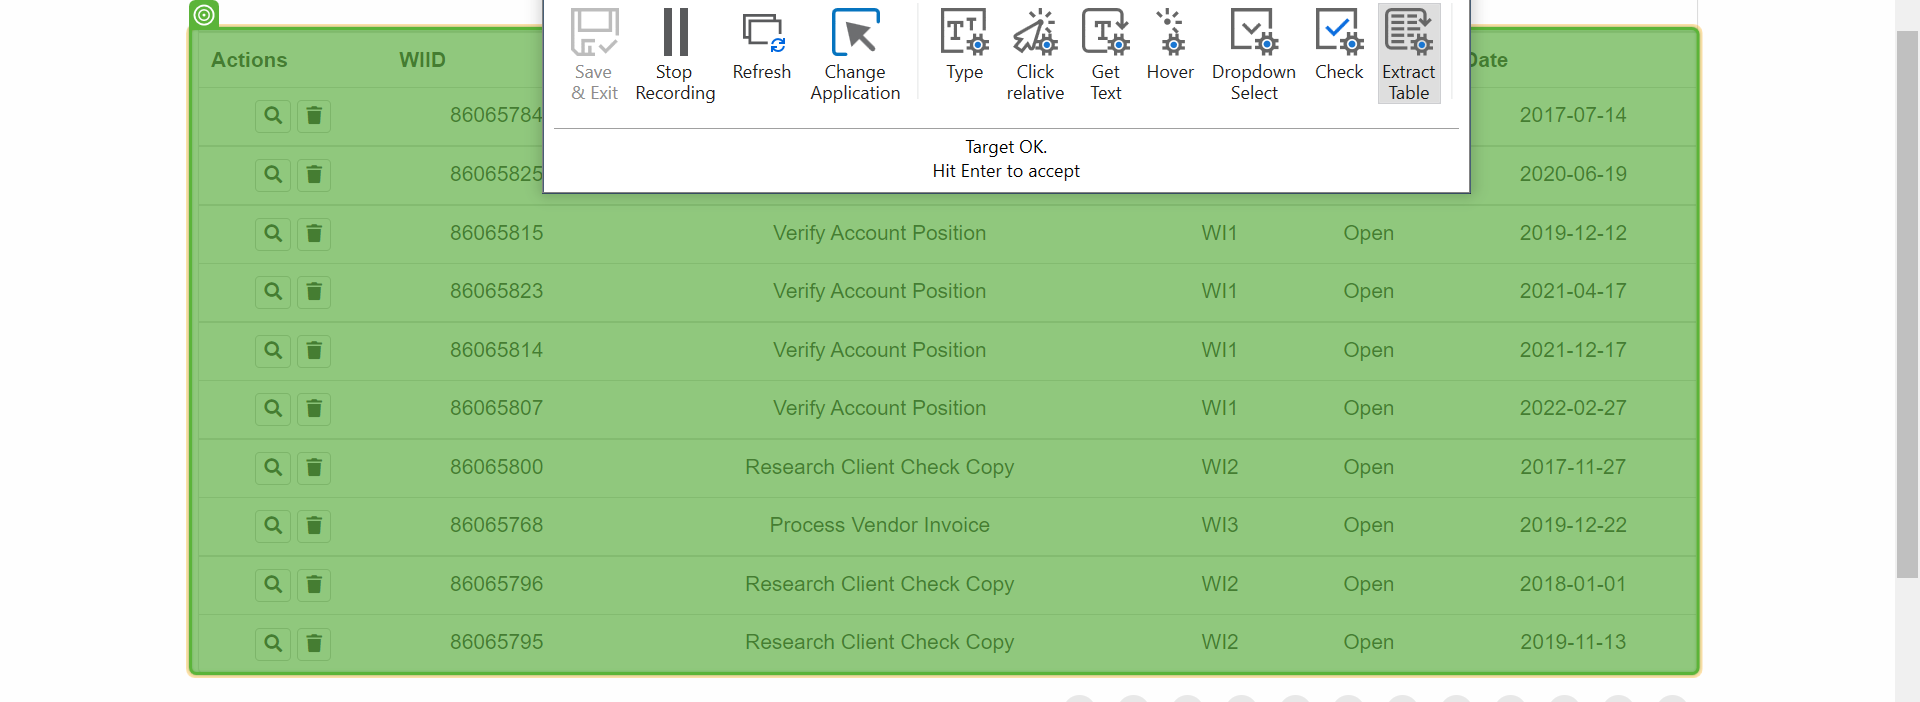 Save & Exit
Stop Recording
Refresh
Change Application
Type
Click relative
Get Text
Hover
Dropdown Select
Check
Extract Table
Target OK.
Hit Enter to accept
Actions WIID Date
86065784 2017-07-14
86065825 2020-06-19
86065815 Verify Account Position WI1 Open 2019-12-12
86065823 Verify Account Position WI1 Open 2021-04-17
86065814 Verify Account Position WI1 Open 2021-12-17
86065807 Verify Account Position WI1 Open 2022-02-27
86065800 Research Client Check Copy WI2 Open 2017-11-27
86065768 Process Vendor Invoice WI3 Open 2019-12-22
86065796 Research Client Check Copy WI2 Open 2018-01-01
86065795 Research Client Check Copy WI2 Open 2019-11-13